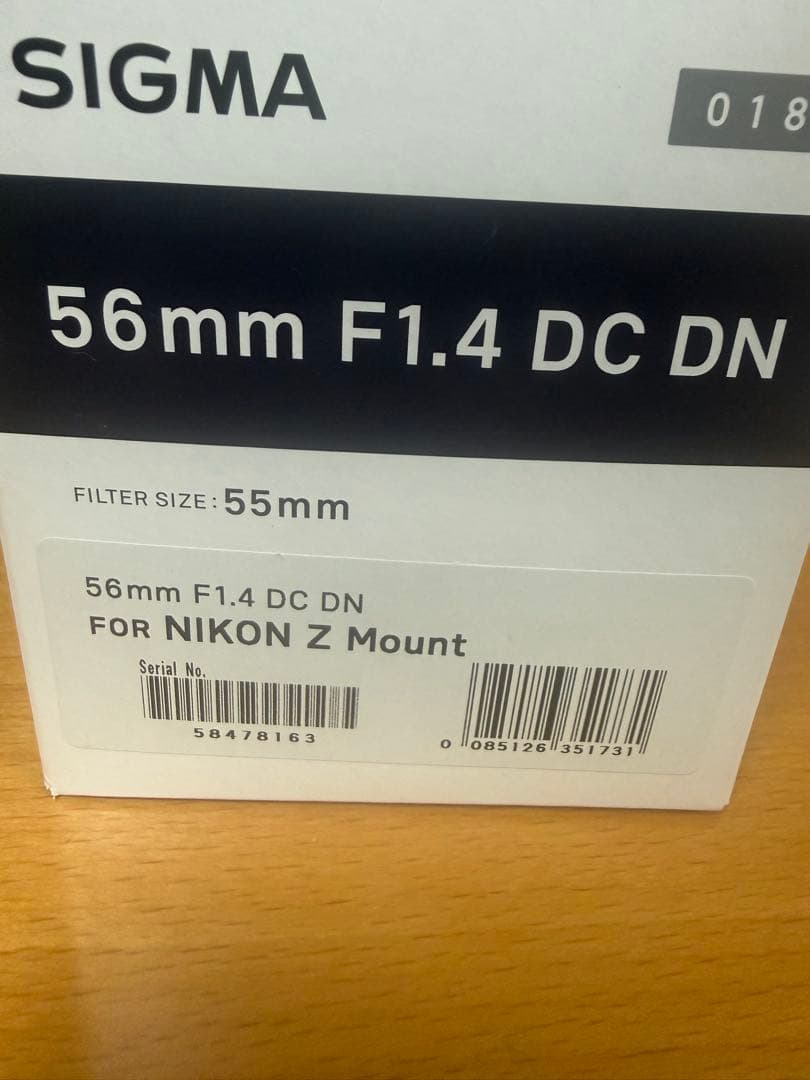 SIGMA
018
56mm F1.4 DC DN
FILTER SIZE: 55mm
56mm F1.4 DC DN
FOR NIKON Z Mount
Serial No.
58478163
0 085126 351731